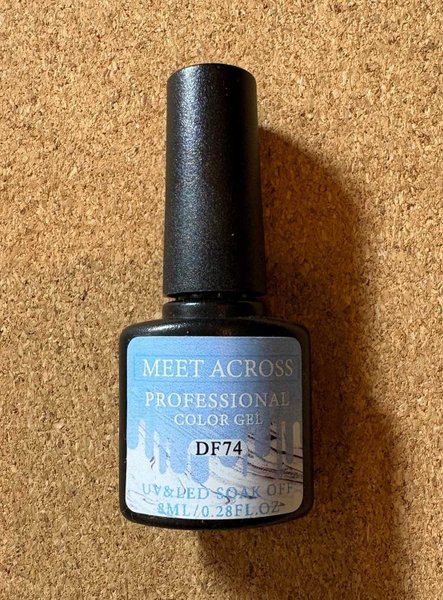 MEET ACROSS
PROFESSIONAL
COLOR GEL
DF74
UV&LED SOAK OFF
8ML/0.28FL.OZ